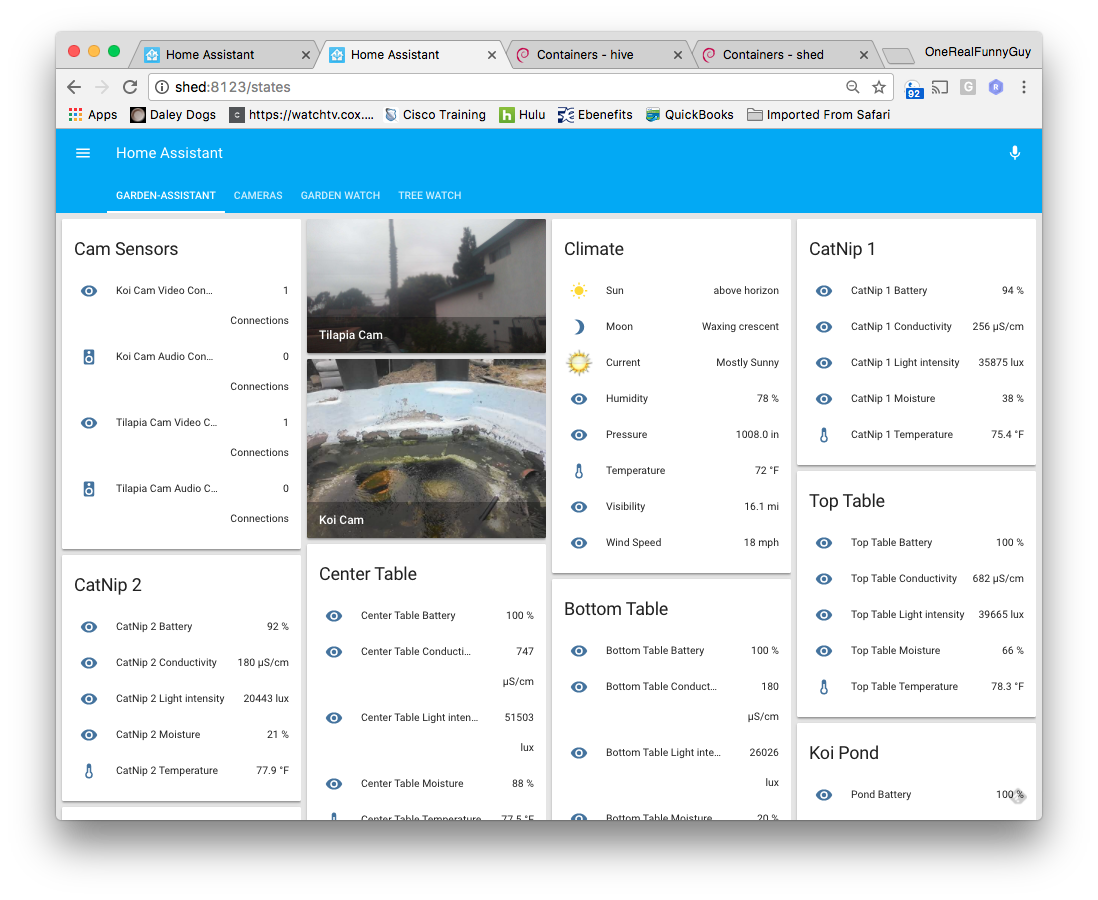 Home Assistant
Home Assistant
Containers - hive
Containers - shed
OneRealFunnyGuy
shed:8123/states
92
G
R
Apps
Daley Dogs
C
https://watchtv.cox....
Cisco Training
h
Hulu
Ebenefits
QuickBooks
Imported From Safari
Home Assistant
GARDEN-ASSISTANT
CAMERAS
GARDEN WATCH
TREE WATCH
Cam Sensors
Koi Cam Video Con... 1
Connections
Koi Cam Audio Con... 0
Connections
Tilapia Cam Video C... 1
Connections
Tilapia Cam Audio C... 0
Connections
CatNip 2
CatNip 2 Battery 92 %
CatNip 2 Conductivity 180 µS/cm
CatNip 2 Light intensity 20443 lux
CatNip 2 Moisture 21 %
CatNip 2 Temperature 77.9 °F
Tilapia Cam
Koi Cam
Center Table
Center Table Battery 100 %
Center Table Conducti... 747
µS/cm
Center Table Light inten... 51503
lux
Center Table Moisture 88 %
Center Table Temperature 77.5 °F
Climate
Sun above horizon
Moon Waxing crescent
Current Mostly Sunny
Humidity 78 %
Pressure 1008.0 in
Temperature 72 °F
Visibility 16.1 mi
Wind Speed 18 mph
Bottom Table
Bottom Table Battery 100 %
Bottom Table Conduct... 180
µS/cm
Bottom Table Light inte... 26026
lux
Bottom Table Moisture 20 %
CatNip 1
CatNip 1 Battery 94 %
CatNip 1 Conductivity 256 µS/cm
CatNip 1 Light intensity 35875 lux
CatNip 1 Moisture 38 %
CatNip 1 Temperature 75.4 °F
Top Table
Top Table Battery 100 %
Top Table Conductivity 682 µS/cm
Top Table Light intensity 39665 lux
Top Table Moisture 66 %
Top Table Temperature 78.3 °F
Koi Pond
Pond Battery 100 %